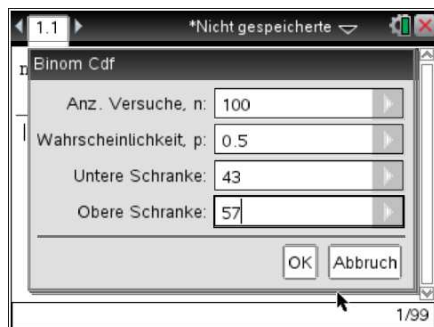 1.1 *Nicht gespeicherte
Binom Cdf
Anz. Versuche, n: 100
Wahrscheinlichkeit, p: 0.5
Untere Schranke: 43
Obere Schranke: 57
OK Abbruch
1/99